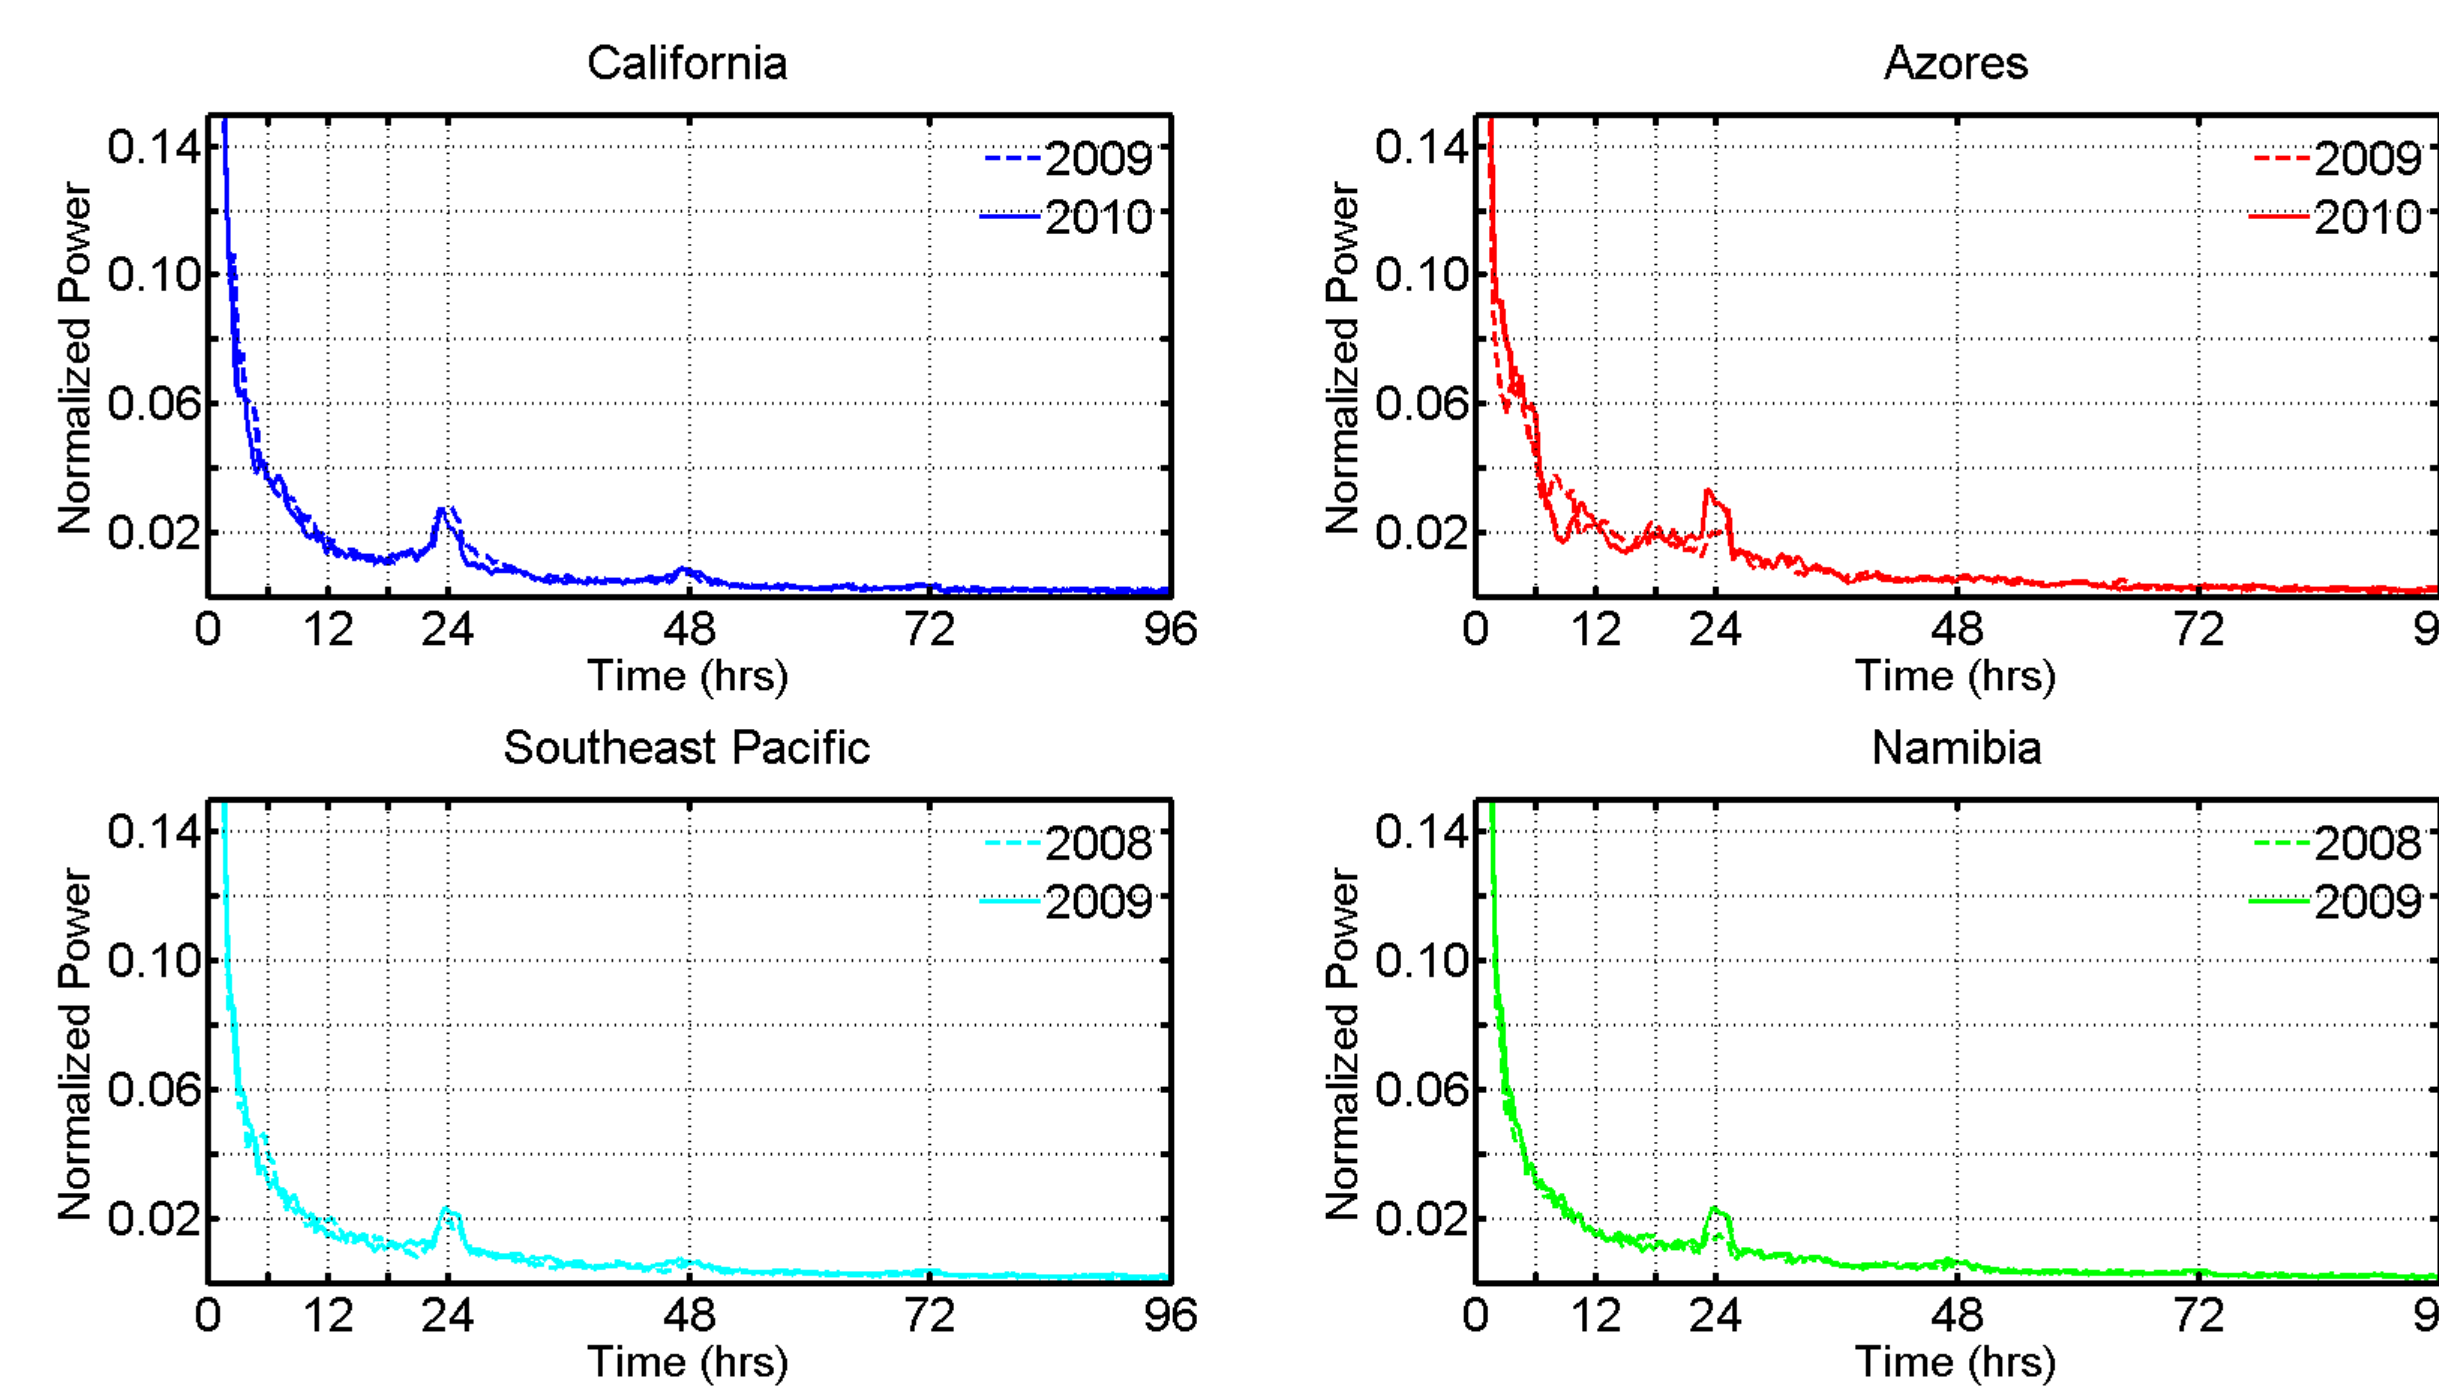 California
0.14
0.10
0.06
0.02
Normalized Power
2009
2010
0 12 24 48 72 96
Time (hrs)
Azores
0.14
0.10
0.06
0.02
Normalized Power
2009
2010
0 12 24 48 72 9
Time (hrs)
Southeast Pacific
0.14
0.10
0.06
0.02
Normalized Power
2008
2009
0 12 24 48 72 96
Time (hrs)
Namibia
0.14
0.10
0.06
0.02
Normalized Power
2008
2009
0 12 24 48 72 9
Time (hrs)